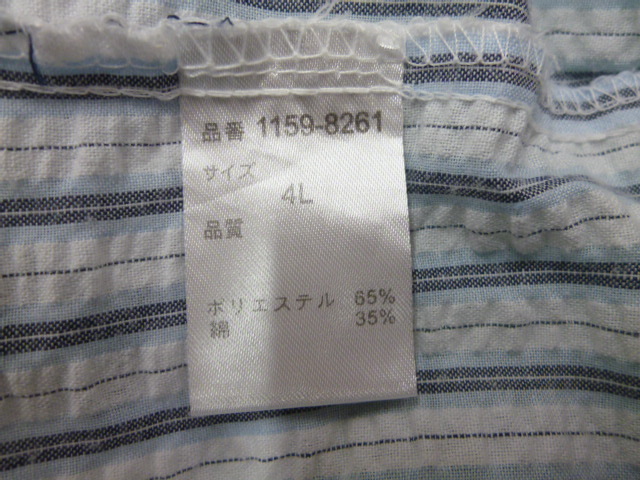 品番 1159-8261
サイズ
4L
品質
ポリエステル 65%
綿 35%